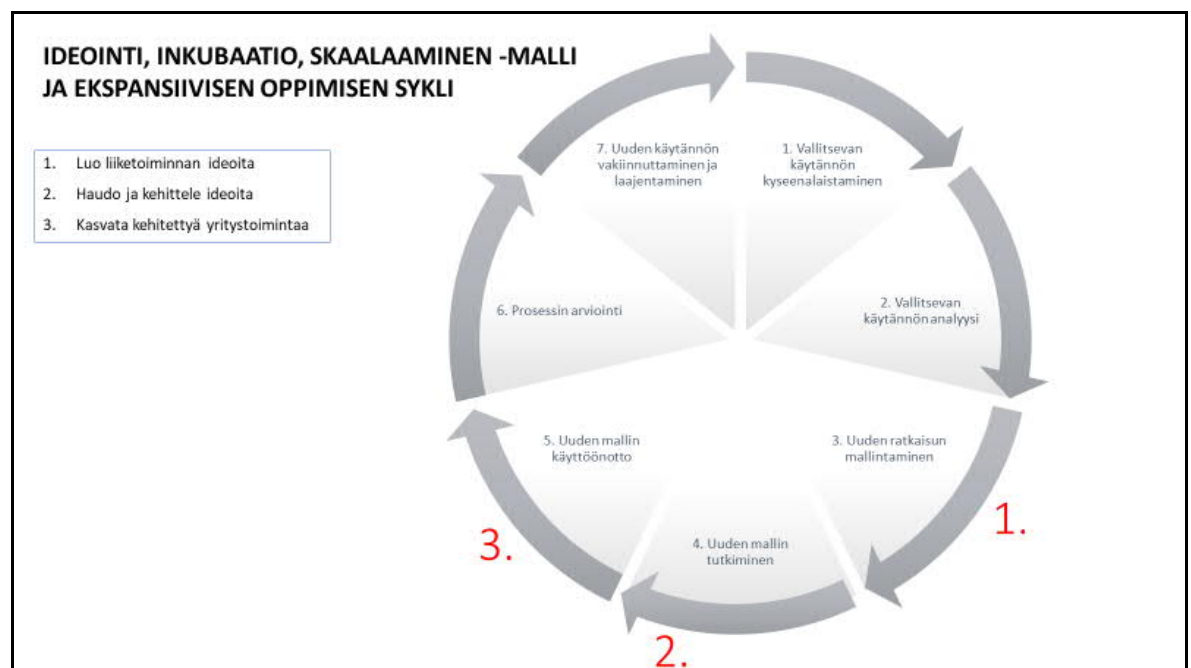 IDEOINTI, INKUBAATIO, SKAALAAMINEN -MALLI
JA EKSPANSIIVISEN OPPIMISEN SYKLI
1. Luo liiketoiminnan ideoita
2. Haudo ja kehittele ideoita
3. Kasvata kehitettyä yritystoimintaa
1. Vallitsevan
käytännön
kyseenalaistaminen
2. Vallitsevan
käytännön analyysi
3. Uuden ratkaisun
mallintaminen
1.
4. Uuden mallin
tutkiminen
2.
5. Uuden mallin
käyttöönotto
3.
6. Prosessin arviointi
7. Uuden käytännön
vakiinnuttaminen ja
laajentaminen